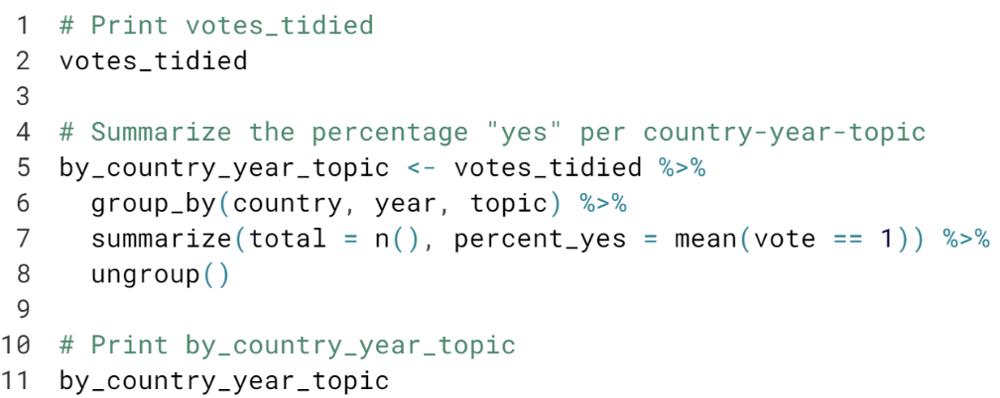 1 # Print votes_tidied
2 votes_tidied
3
4 # Summarize the percentage "yes" per country-year-topic
5 by_country_year_topic <- votes_tidied %>%
6   group_by(country, year, topic) %>%
7   summarize(total = n(), percent_yes = mean(vote == 1)) %>%
8   ungroup()
9
10 # Print by_country_year_topic
11 by_country_year_topic